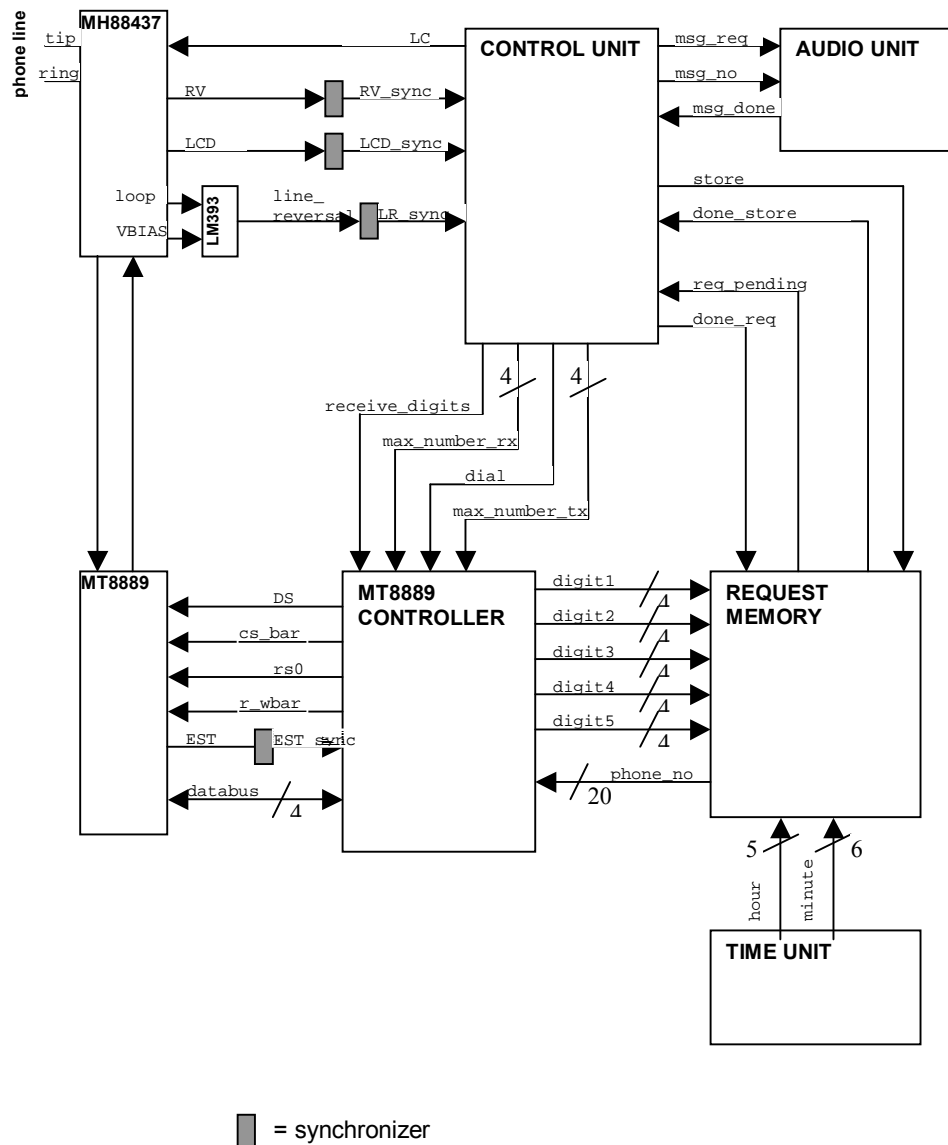 phone line
MH88437
tip
ring
LC
CONTROL UNIT
msg_req
AUDIO UNIT
msg_no
msg_done
RV
RV_sync
LCD
LCD_sync
loop
VBIAS
LM393
line_
reversal
LR_sync
store
done_store
req_pending
done_req
4
4
receive_digits
max_number_rx
dial
max_number_tx
MT8889
DS
cs_bar
rs0
r_wbar
EST
EST_sync
databus
4
MT8889
CONTROLLER
digit1
4
digit2
4
digit3
4
digit4
4
digit5
4
phone_no
20
REQUEST
MEMORY
5
6
hour
minute
TIME UNIT
= synchronizer